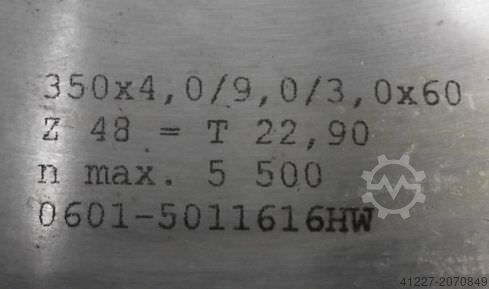 350x4,0/9,0/3,0x60
Z 48 = T 22,90
n max. 5 500
0601-5011616HW
41227-2070849